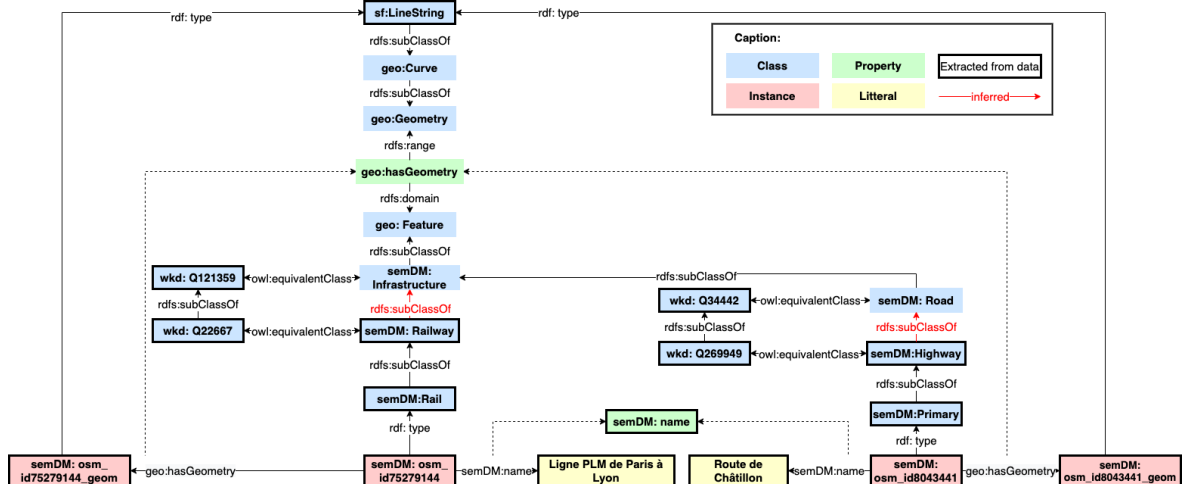 rdf: type
sf:LineString
rdf: type
rdfs:subClassOf
Caption:
geo:Curve
Class
Property
Extracted from data
rdfs:subClassOf
Instance
Litteral
inferred
geo:Geometry
rdfs:range
geo:hasGeometry
rdfs:domain
geo: Feature
rdfs:subClassOf
wkd: Q121359
owl:equivalentClass
semDM:
Infrastructure
rdfs:subClassOf
rdfs:subClassOf
rdfs:subClassOf
wkd: Q34442
owl:equivalentClass
semDM: Road
wkd: Q22667
owl:equivalentClass
semDM: Railway
rdfs:subClassOf
rdfs:subClassOf
wkd: Q269949
owl:equivalentClass
semDM:Highway
rdfs:subClassOf
rdfs:subClassOf
semDM:Rail
semDM:Primary
rdf: type
semDM: name
rdf: type
semDM: osm_
id75279144_geom
geo:hasGeometry
semDM: osm_
id75279144
semDM:name
Ligne PLM de Paris à
Lyon
Route de
Châtillon
semDM:name
semDM:
osm_id8043441
geo:hasGeometry
semDM:
osm_id8043441_geom